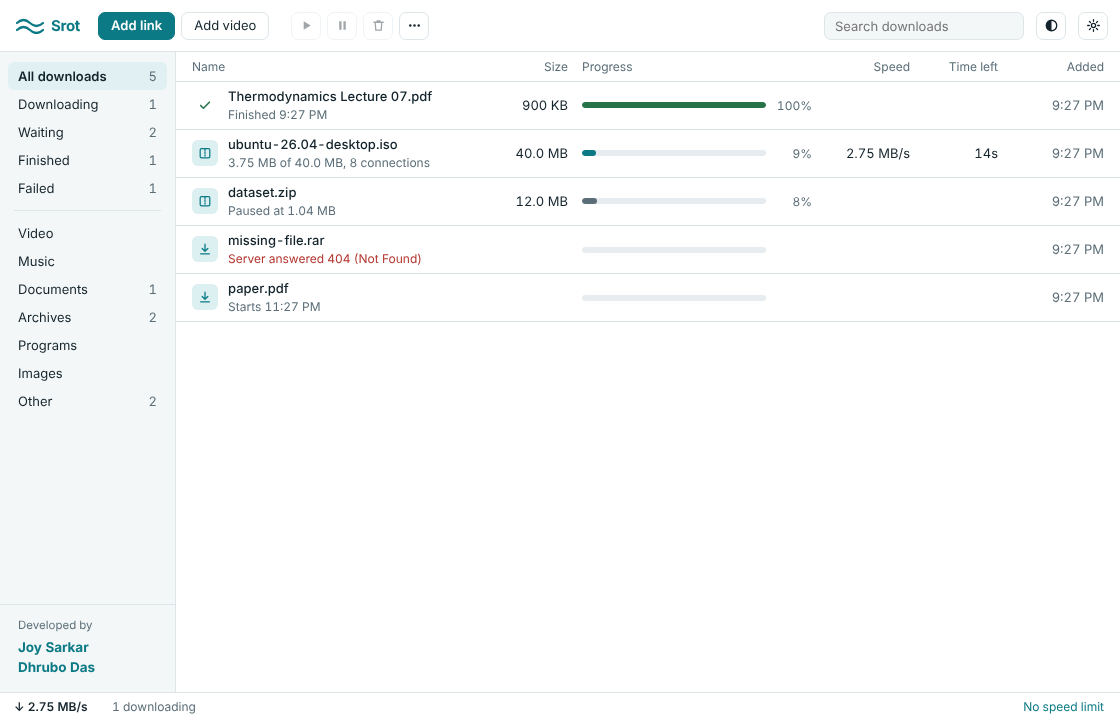 Srot
Add link
Add video
Search downloads
All downloads 5
Downloading 1
Waiting 2
Finished 1
Failed 1
Video
Music
Documents 1
Archives 2
Programs
Images
Other 2
Developed by
Joy Sarkar
Dhrubo Das
Name Size Progress Speed Time left Added
Thermodynamics Lecture 07.pdf
Finished 9:27 PM
900 KB 100% 9:27 PM
ubuntu-26.04-desktop.iso
3.75 MB of 40.0 MB, 8 connections
40.0 MB 9% 2.75 MB/s 14s 9:27 PM
dataset.zip
Paused at 1.04 MB
12.0 MB 8% 9:27 PM
missing-file.rar
Server answered 404 (Not Found)
9:27 PM
paper.pdf
Starts 11:27 PM
9:27 PM
↓ 2.75 MB/s 1 downloading No speed limit